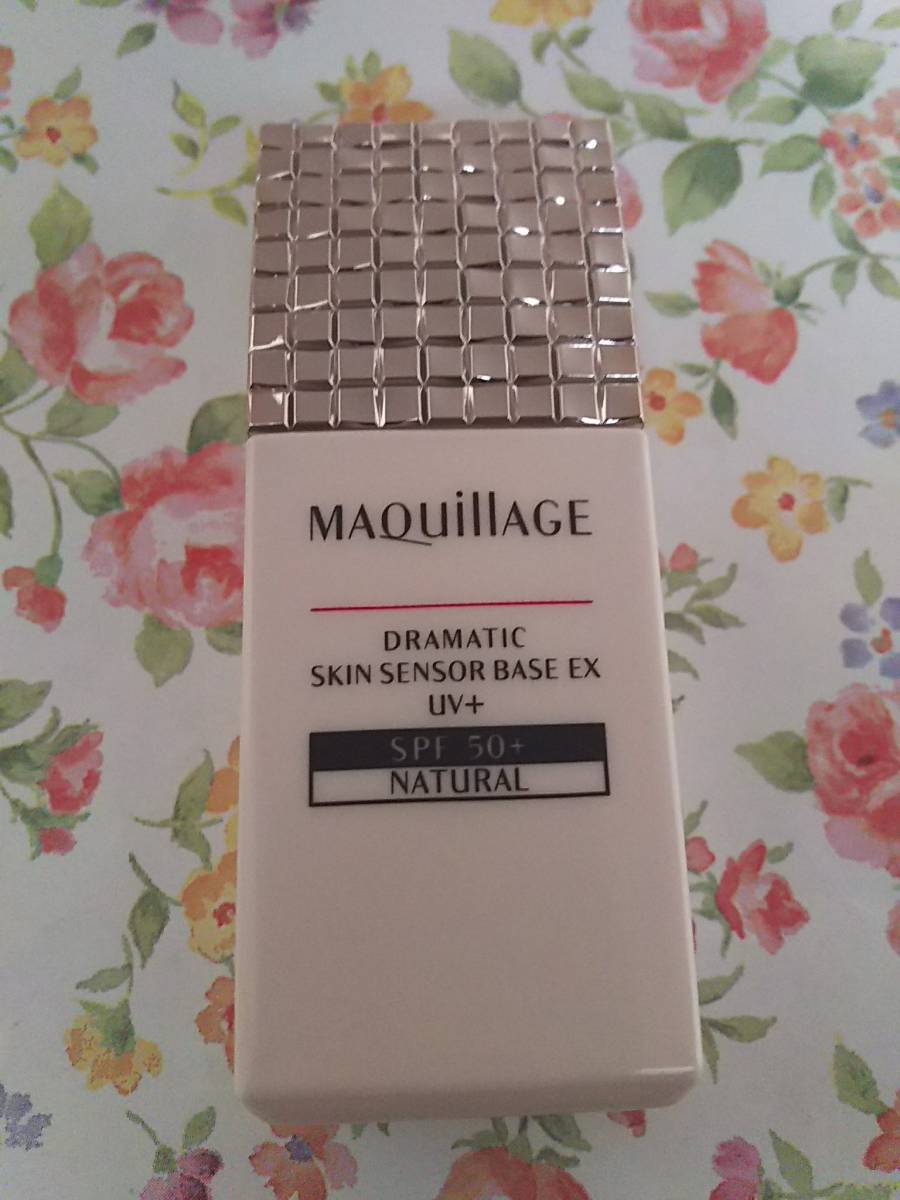 MAQuillAGE
DRAMATIC
SKIN SENSOR BASE EX
UV+
SPF 50+
NATURAL